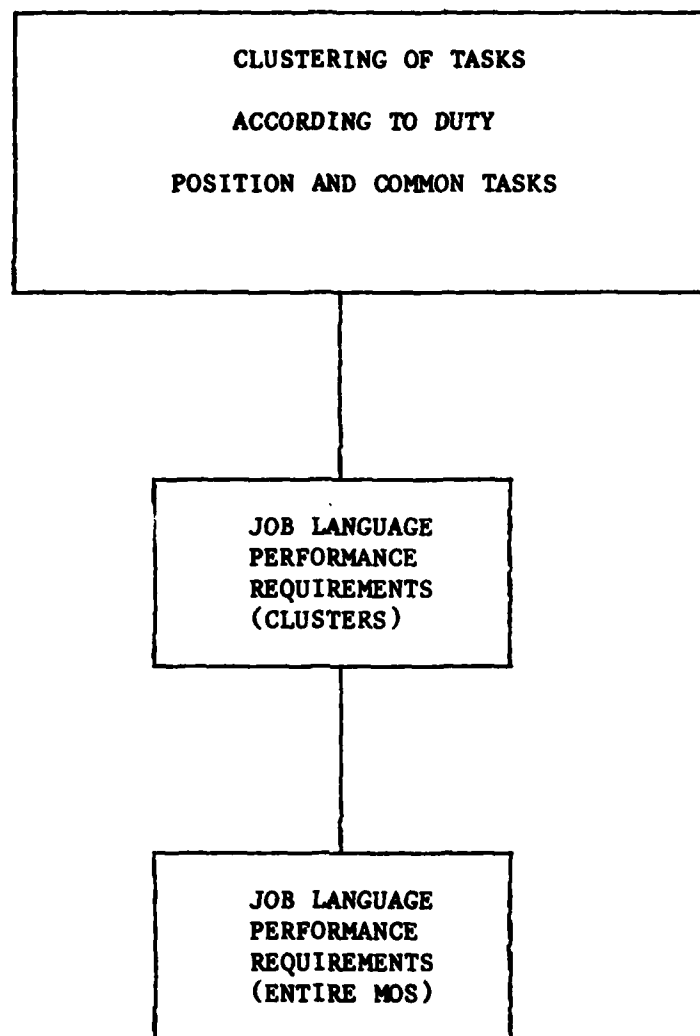 CLUSTERING OF TASKS
ACCORDING TO DUTY
POSITION AND COMMON TASKS
JOB LANGUAGE
PERFORMANCE
REQUIREMENTS
(CLUSTERS)
JOB LANGUAGE
PERFORMANCE
REQUIREMENTS
(ENTIRE MOS)